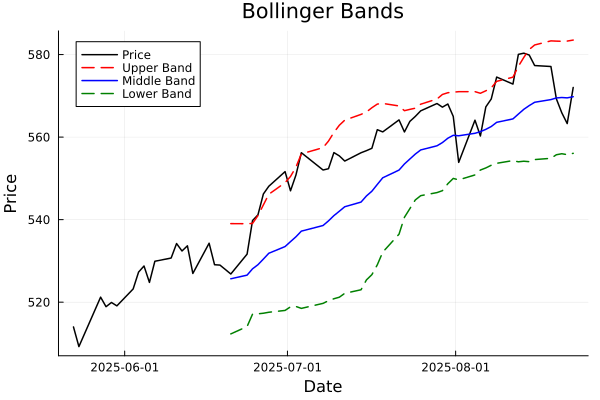 Bollinger Bands
Price
Upper Band
Middle Band
Lower Band
580
560
540
520
Price
2025-06-01
2025-07-01
2025-08-01
Date